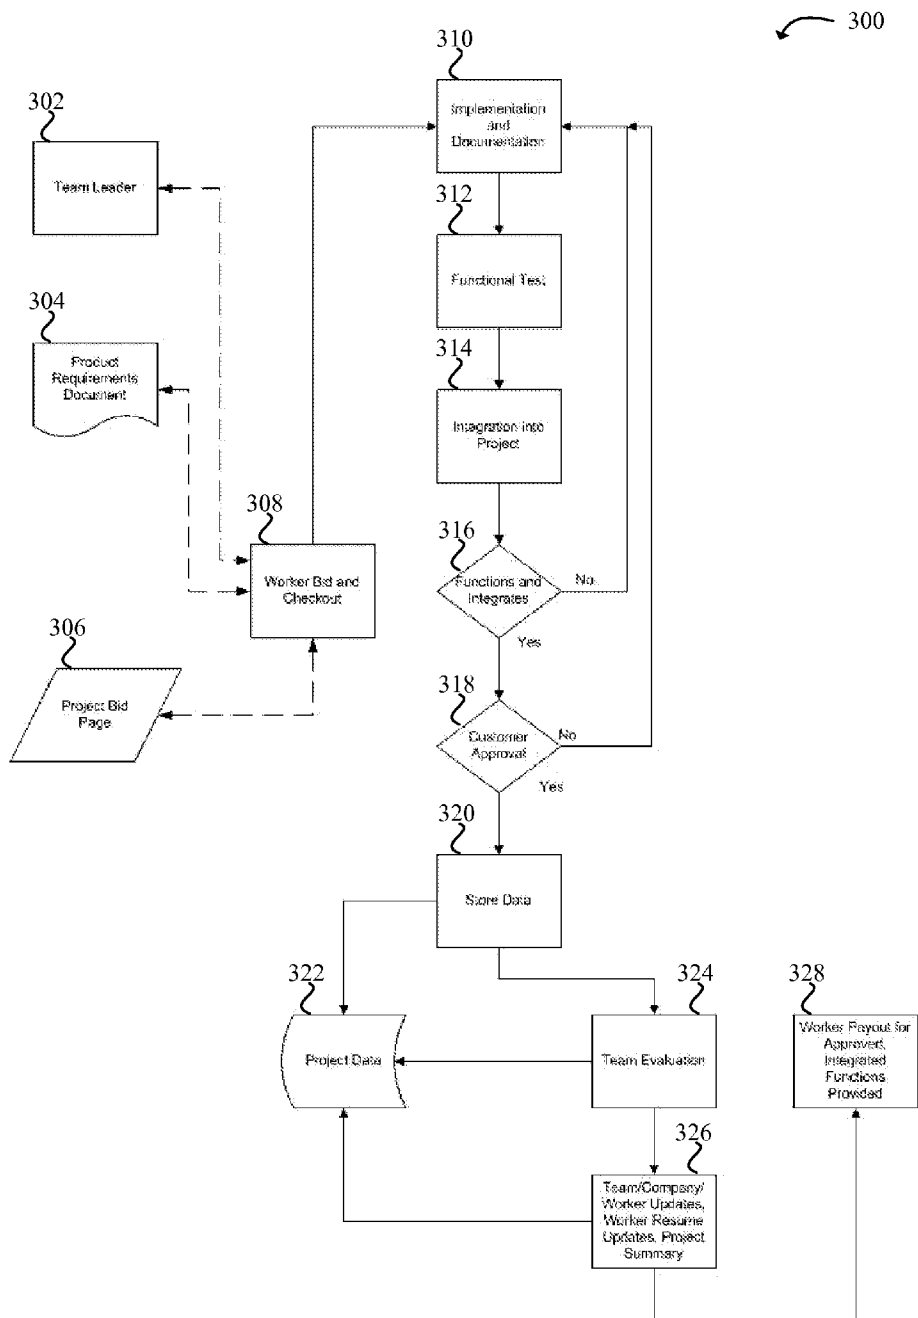 300
310
Implementation
and
Documentation
302
Team Leader
312
Functional Test
304
Product
Requirements
Document
314
Integration into
Project
308
Worker Bid and
Checkout
316
Functions and
Integrates
No
Yes
306
Project Bid
Page
318
Customer
Approval
No
Yes
320
Store Data
322
Project Data
324
Team Evaluation
328
Worker Payout for
Approved,
Integrated
Functions
Provided
326
Team/Company/
Worker Updates,
Worker Resume
Updates, Project
Summary